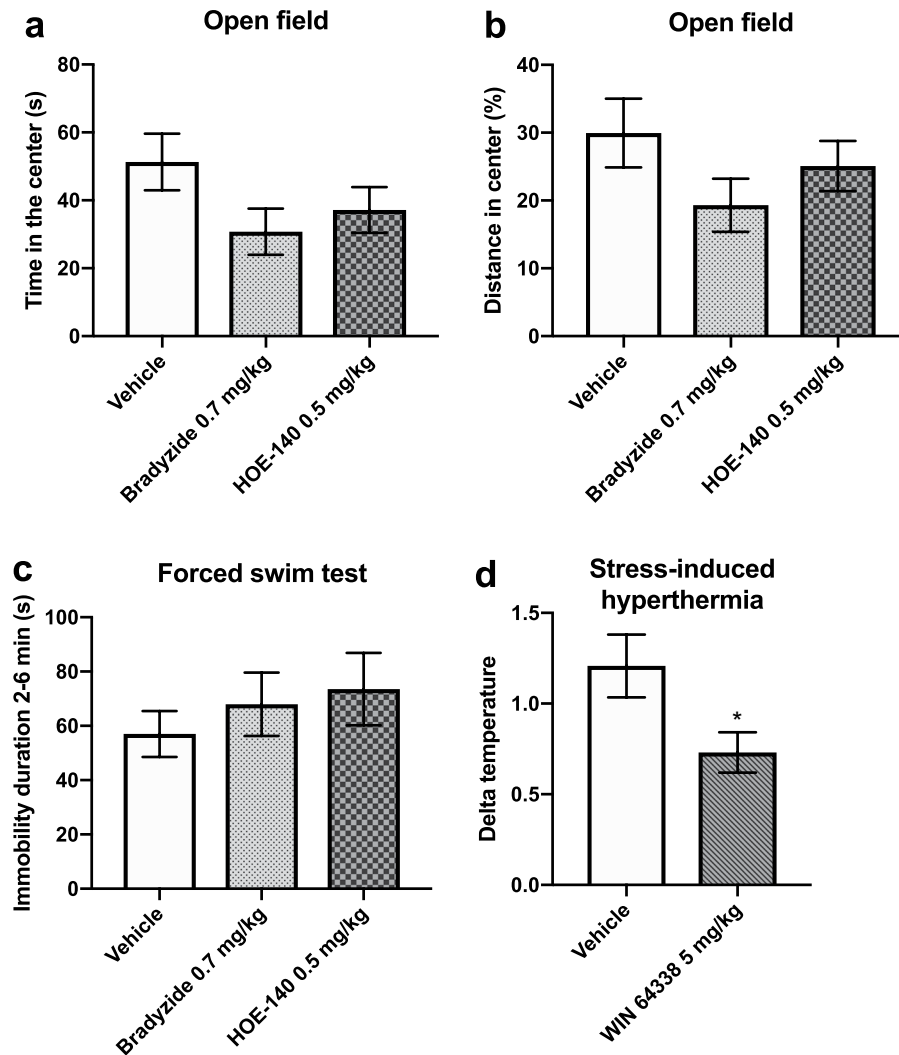 a
Open field
Time in the center (s)
80
60
40
20
0
Vehicle
Bradyzide 0.7 mg/kg
HOE-140 0.5 mg/kg
b
Open field
Distance in center (%)
40
30
20
10
0
Vehicle
Bradyzide 0.7 mg/kg
HOE-140 0.5 mg/kg
c
Forced swim test
Immobility duration 2-6 min (s)
100
80
60
40
20
0
Vehicle
Bradyzide 0.7 mg/kg
HOE-140 0.5 mg/kg
d
Stress-induced
hyperthermia
Delta temperature
1.5
1.0
0.5
0.0
*
Vehicle
WIN 64338 5 mg/kg